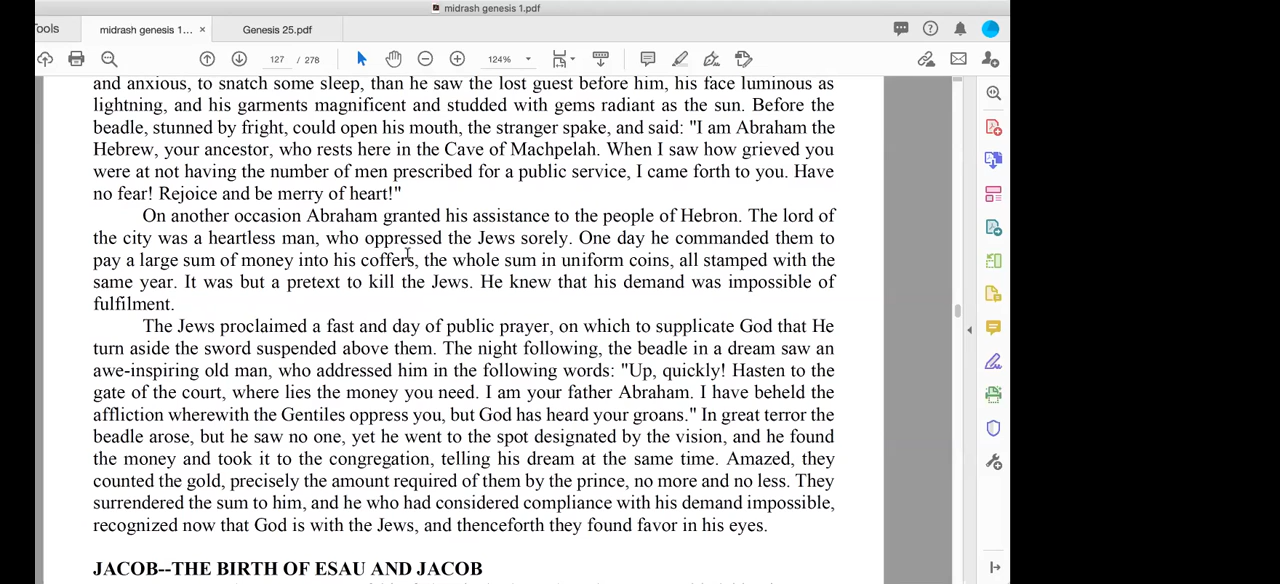 midrash genesis 1.pdf
ools
midrash genesis 1... ×
Genesis 25.pdf
127 / 278
124%
and anxious, to snatch some sleep, than he saw the lost guest before him, his face luminous as
lightning, and his garments magnificent and studded with gems radiant as the sun. Before the
beadle, stunned by fright, could open his mouth, the stranger spake, and said: "I am Abraham the
Hebrew, your ancestor, who rests here in the Cave of Machpelah. When I saw how grieved you
were at not having the number of men prescribed for a public service, I came forth to you. Have
no fear! Rejoice and be merry of heart!"
On another occasion Abraham granted his assistance to the people of Hebron. The lord of
the city was a heartless man, who oppressed the Jews sorely. One day he commanded them to
pay a large sum of money into his coffers, the whole sum in uniform coins, all stamped with the
same year. It was but a pretext to kill the Jews. He knew that his demand was impossible of
fulfilment.
The Jews proclaimed a fast and day of public prayer, on which to supplicate God that He
turn aside the sword suspended above them. The night following, the beadle in a dream saw an
awe-inspiring old man, who addressed him in the following words: "Up, quickly! Hasten to the
gate of the court, where lies the money you need. I am your father Abraham. I have beheld the
affliction wherewith the Gentiles oppress you, but God has heard your groans." In great terror the
beadle arose, but he saw no one, yet he went to the spot designated by the vision, and he found
the money and took it to the congregation, telling his dream at the same time. Amazed, they
counted the gold, precisely the amount required of them by the prince, no more and no less. They
surrendered the sum to him, and he who had considered compliance with his demand impossible,
recognized now that God is with the Jews, and thenceforth they found favor in his eyes.
JACOB--THE BIRTH OF ESAU AND JACOB